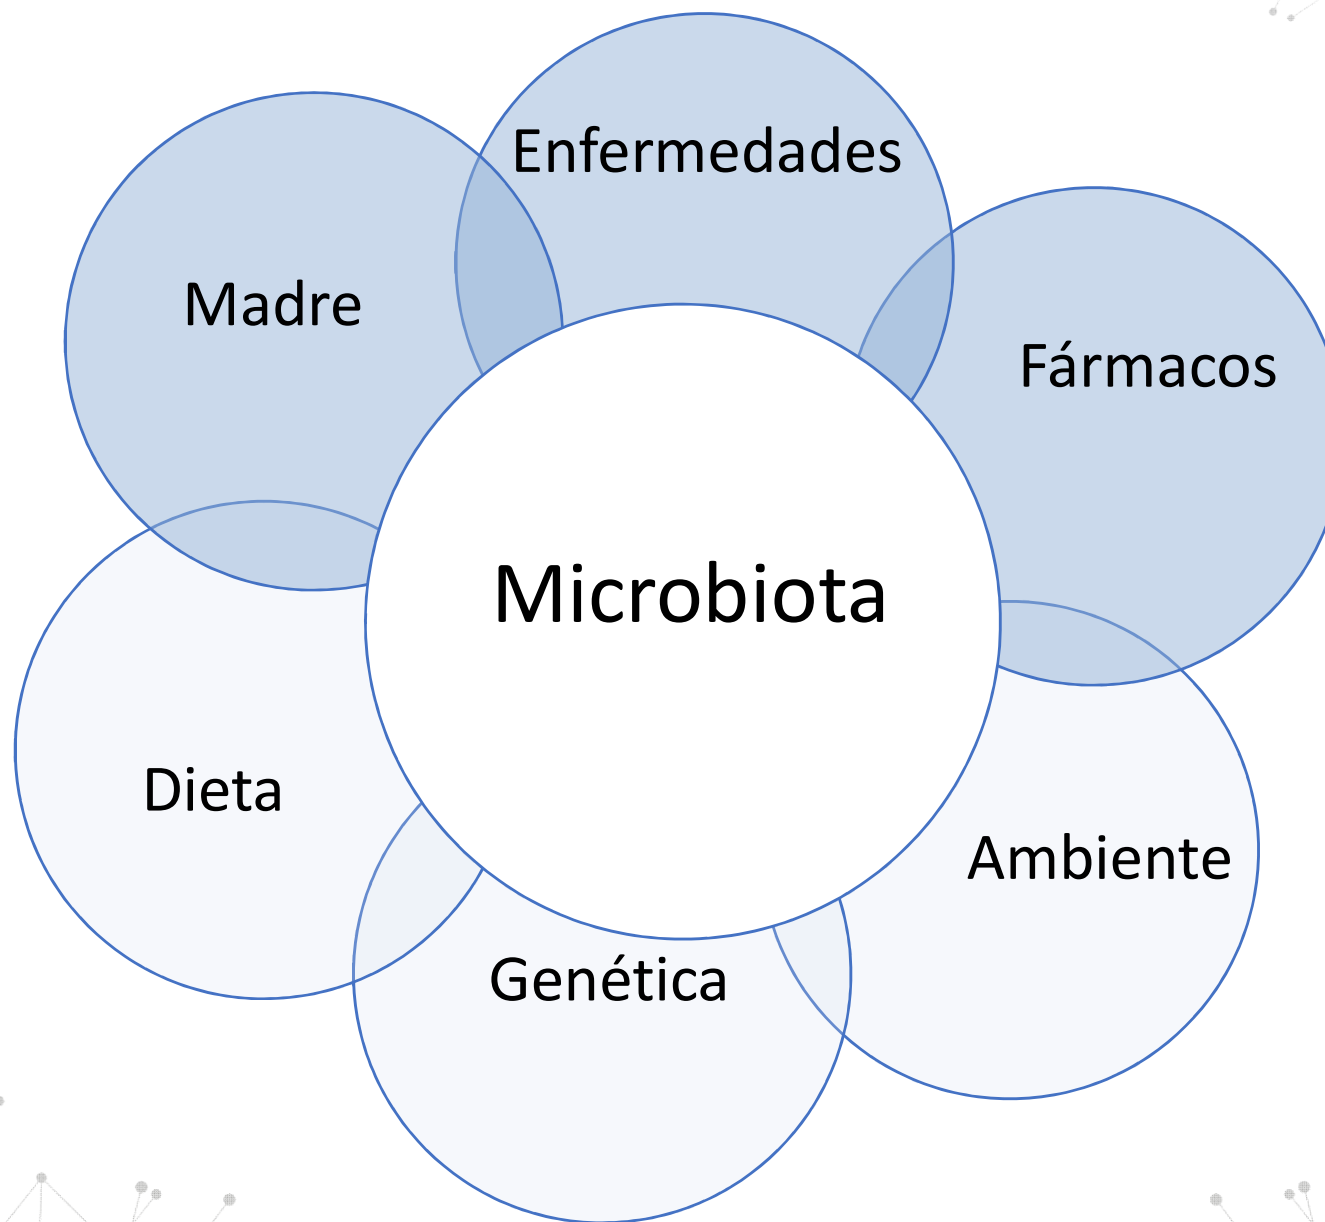 Enfermedades
Madre
Fármacos
Microbiota
Dieta
Ambiente
Genética